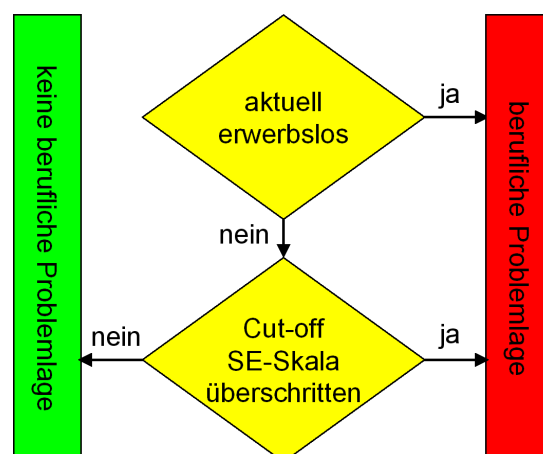 keine berufliche Problemlage
aktuell
erwerbslos
ja
berufliche Problemlage
nein
Cut-off
SE-Skala
überschritten
nein
ja